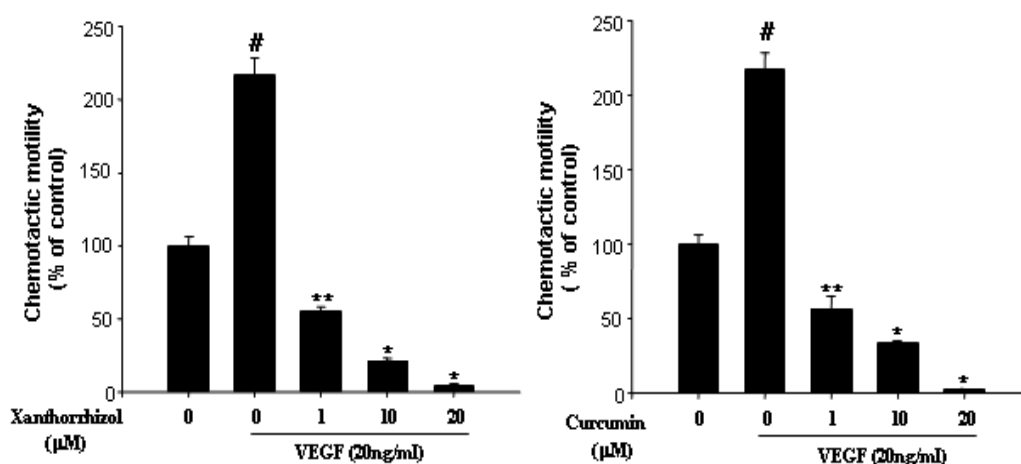 Chemotactic motility
(% of control)
250
200
150
100
50
0
#
**
*
*
Xanthorrhizol
(µM)
0 0 1 10 20
VEGF (20ng/ml)
Chemotactic motility
( % of control)
250
200
150
100
50
0
#
**
*
*
Curcumin
(µM)
0 0 1 10 20
VEGF (20ng/ml)